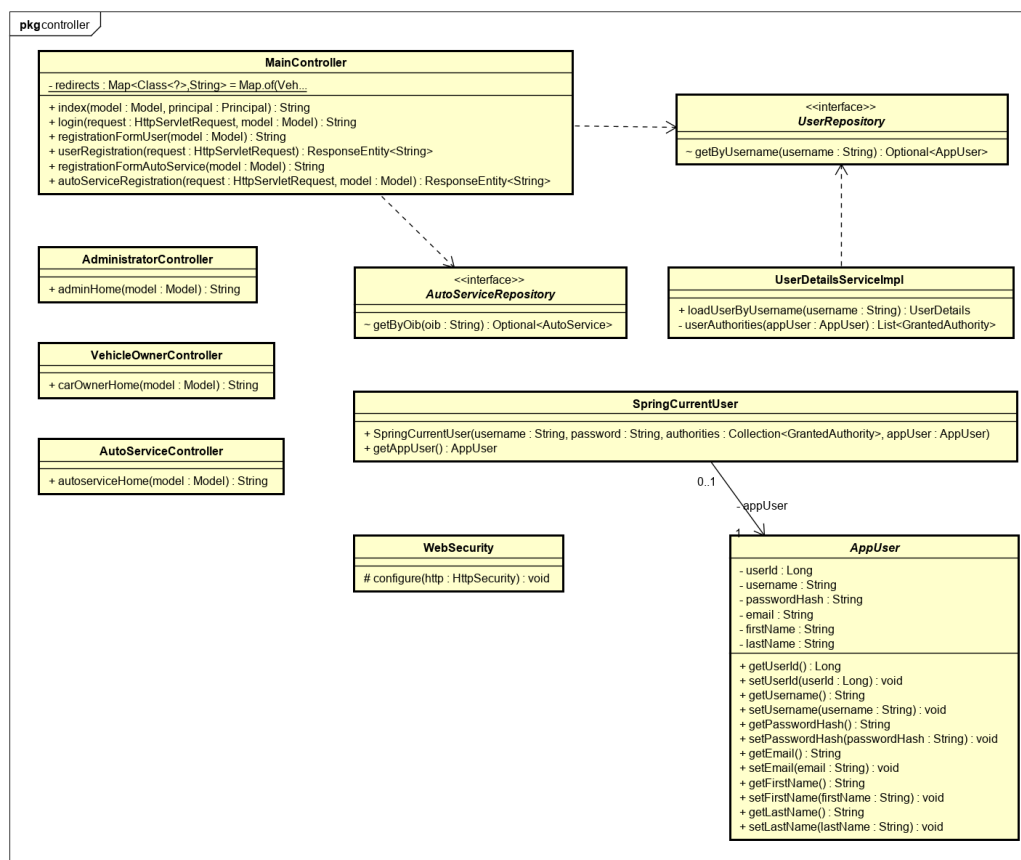 pkg controller
MainController
- redirects : Map<Class<?>,String> = Map.of(Veh...
+ index(model : Model, principal : Principal) : String
+ login(request : HttpServletRequest, model : Model) : String
+ registrationFormUser(model : Model) : String
+ userRegistration(request : HttpServletRequest) : ResponseEntity<String>
+ registrationFormAutoService(model : Model) : String
+ autoServiceRegistration(request : HttpServletRequest, model : Model) : ResponseEntity<String>
<<interface>>
UserRepository
~ getByUsername(username : String) : Optional<AppUser>
AdministratorController
+ adminHome(model : Model) : String
<<interface>>
AutoServiceRepository
~ getByOib(oib : String) : Optional<AutoService>
UserDetailsServiceImpl
+ loadUserByUsername(username : String) : UserDetails
- userAuthorities(appUser : AppUser) : List<GrantedAuthority>
VehicleOwnerController
+ carOwnerHome(model : Model) : String
SpringCurrentUser
+ SpringCurrentUser(username : String, password : String, authorities : Collection<GrantedAuthority>, appUser : AppUser)
+ getAppUser() : AppUser
AutoServiceController
+ autoserviceHome(model : Model) : String
0..1
- appUser
1
WebSecurity
# configure(http : HttpSecurity) : void
AppUser
- userId : Long
- username : String
- passwordHash : String
- email : String
- firstName : String
- lastName : String
+ getUserId() : Long
+ setUserId(userId : Long) : void
+ getUsername() : String
+ setUsername(username : String) : void
+ getPasswordHash() : String
+ setPasswordHash(passwordHash : String) : void
+ getEmail() : String
+ setEmail(email : String) : void
+ getFirstName() : String
+ setFirstName(firstName : String) : void
+ getLastName() : String
+ setLastName(lastName : String) : void